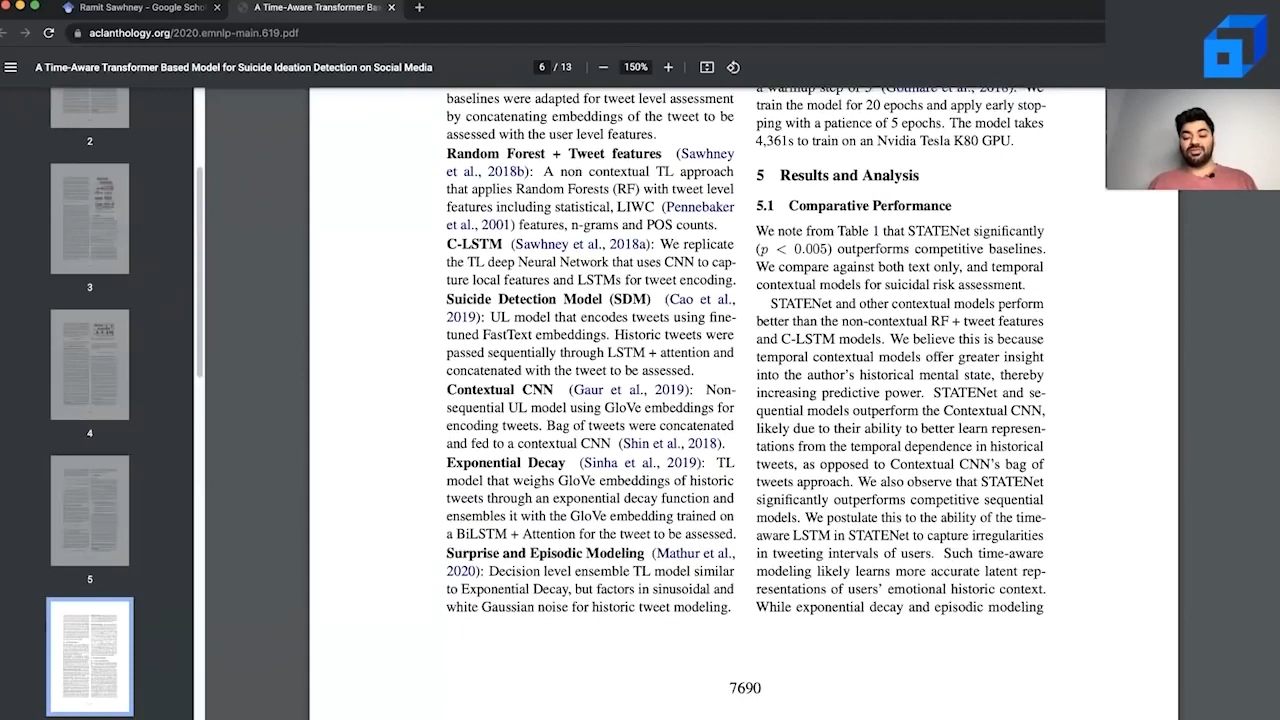 Ramit Sawhney - Google Schol
A Time-Aware Transformer Bas
aclanthology.org/2020.emnlp-main.619.pdf
A Time-Aware Transformer Based Model for Suicide Ideation Detection on Social Media
6 / 13
150%
2
3
4
5
baselines were adapted for tweet level assessment
by concatenating embeddings of the tweet to be
assessed with the user level features.
Random Forest + Tweet features (Sawhney
et al., 2018b): A non contextual TL approach
that applies Random Forests (RF) with tweet level
features including statistical, LIWC (Pennebaker
et al., 2001) features, n-grams and POS counts.
C-LSTM (Sawhney et al., 2018a): We replicate
the TL deep Neural Network that uses CNN to cap-
ture local features and LSTMs for tweet encoding.
Suicide Detection Model (SDM) (Cao et al.,
2019): UL model that encodes tweets using fine-
tuned FastText embeddings. Historic tweets were
passed sequentially through LSTM + attention and
concatenated with the tweet to be assessed.
Contextual CNN (Gaur et al., 2019): Non-
sequential UL model using GloVe embeddings for
encoding tweets. Bag of tweets were concatenated
and fed to a contextual CNN (Shin et al., 2018).
Exponential Decay (Sinha et al., 2019): TL
model that weighs GloVe embeddings of historic
tweets through an exponential decay function and
ensembles it with the GloVe embedding trained on
a BiLSTM + Attention for the tweet to be assessed.
Surprise and Episodic Modeling (Mathur et al.,
2020): Decision level ensemble TL model similar
to Exponential Decay, but factors in sinusoidal and
white Gaussian noise for historic tweet modeling.
a warmup step of 5 (Gotmare et al., 2018). We
train the model for 20 epochs and apply early stop-
ping with a patience of 5 epochs. The model takes
4,361s to train on an Nvidia Tesla K80 GPU.
5 Results and Analysis
5.1 Comparative Performance
We note from Table 1 that STATENet significantly
(p < 0.005) outperforms competitive baselines.
We compare against both text only, and temporal
contextual models for suicidal risk assessment.
STATENet and other contextual models perform
better than the non-contextual RF + tweet features
and C-LSTM models. We believe this is because
temporal contextual models offer greater insight
into the author's historical mental state, thereby
increasing predictive power. STATENet and se-
quential models outperform the Contextual CNN,
likely due to their ability to better learn represen-
tations from the temporal dependence in historical
tweets, as opposed to Contextual CNN's bag of
tweets approach. We also observe that STATENet
significantly outperforms competitive sequential
models. We postulate this to the ability of the time-
aware LSTM in STATENet to capture irregularities
in tweeting intervals of users. Such time-aware
modeling likely learns more accurate latent rep-
resentations of users' emotional historic context.
While exponential decay and episodic modeling
7690